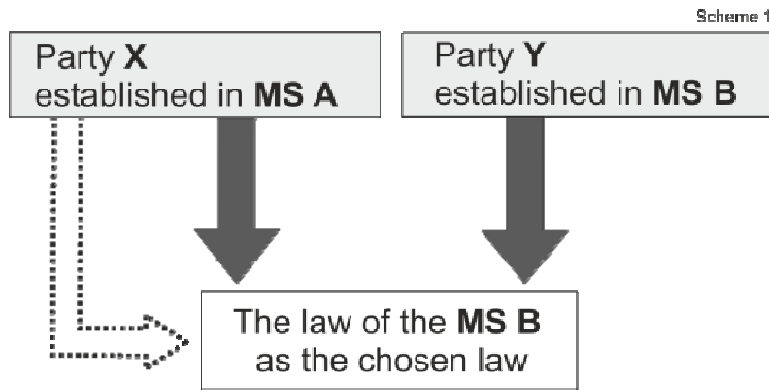 Scheme 1
Party X
established in MS A
Party Y
established in MS B
The law of the MS B
as the chosen law